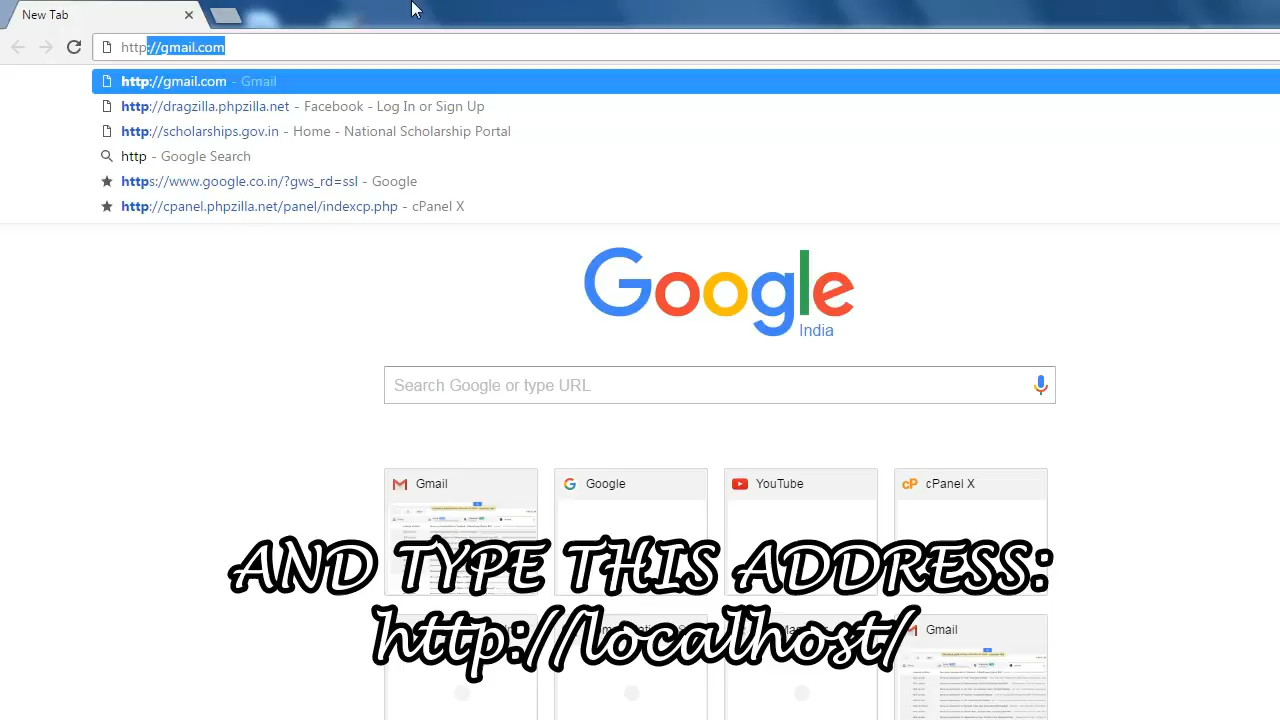 New Tab
http://gmail.com
http://gmail.com - Gmail
http://dragzilla.phpzilla.net - Facebook - Log In or Sign Up
http://scholarships.gov.in - Home - National Scholarship Portal
http - Google Search
https://www.google.co.in/?gws_rd=ssl - Google
http://cpanel.phpzilla.net/panel/indexcp.php - cPanel X
Google
India
Search Google or type URL
Gmail
Google
YouTube
cP cPanel X
AND TYPE THIS ADDRESS:
http://localhost/
Gmail